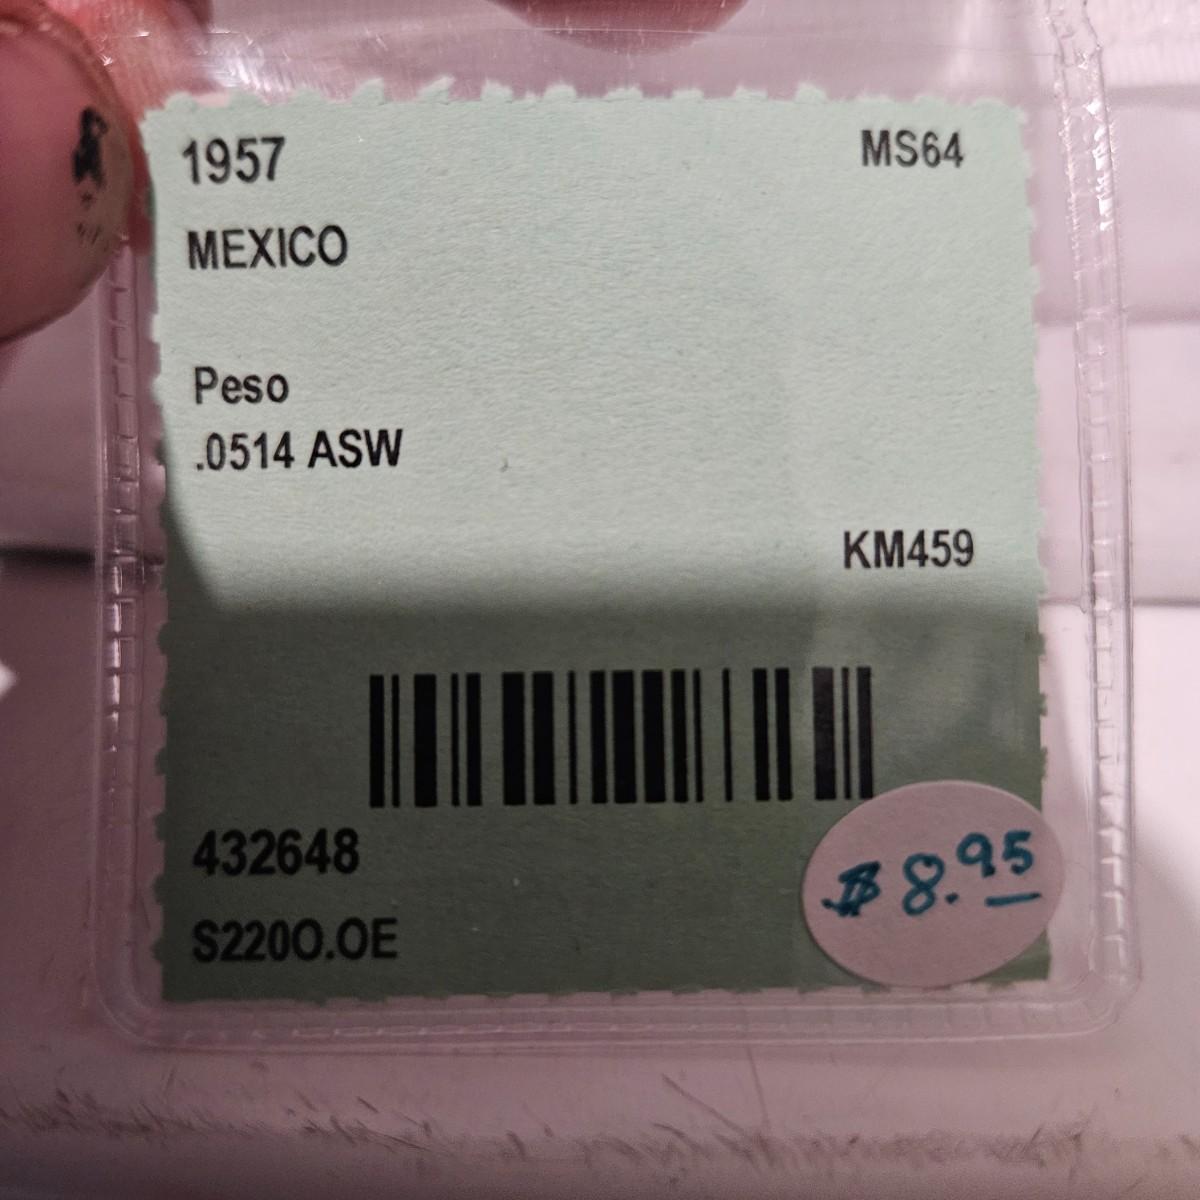 1957
MS64
MEXICO
Peso
.0514 ASW
KM459
432648
S220O.OE
$8.95